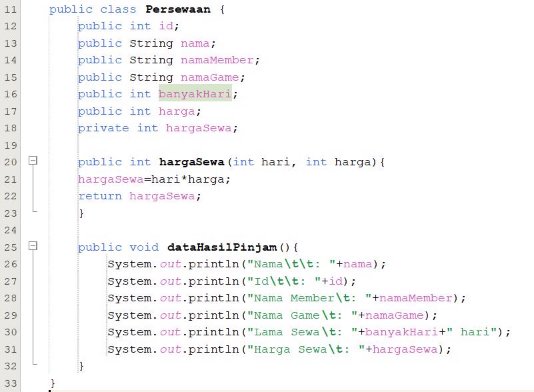 11 public class Persewaan {
12     public int id;
13     public String nama;
14     public String namaMember;
15     public String namaGame;
16     public int banyakHari;
17     public int harga;
18     private int hargaSewa;
19
20     public int hargaSewa(int hari, int harga){
21     hargaSewa=hari*harga;
22     return hargaSewa;
23     }
24
25     public void dataHasilPinjam(){
26         System.out.println("Nama\t\t: "+nama);
27         System.out.println("Id\t\t: "+id);
28         System.out.println("Nama Member\t: "+namaMember);
29         System.out.println("Nama Game\t: "+namaGame);
30         System.out.println("Lama Sewa\t: "+banyakHari+" hari");
31         System.out.println("Harga Sewa\t: "+hargaSewa);
32     }
33 }